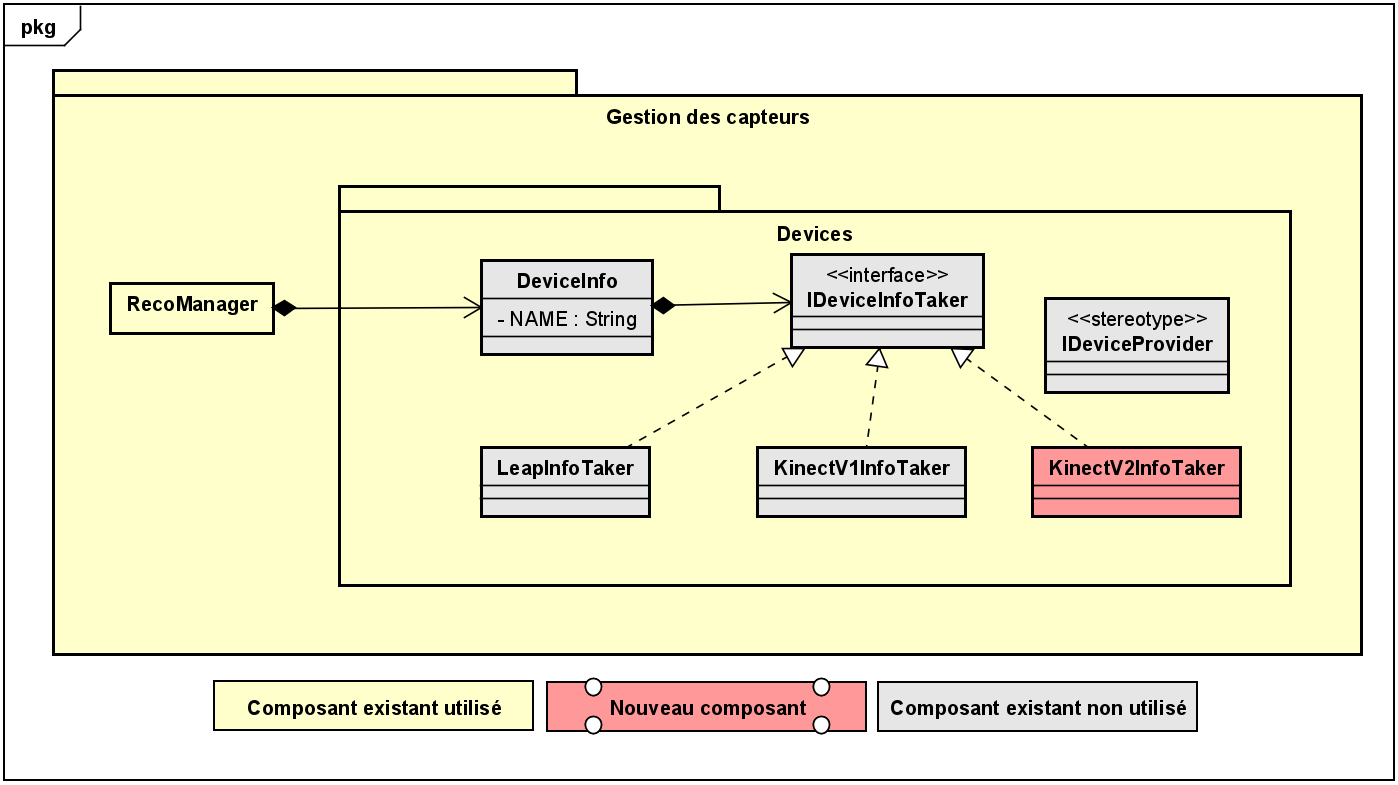 pkg
Gestion des capteurs
Devices
RecoManager
DeviceInfo
- NAME : String
<<interface>>
IDeviceInfoTaker
<<stereotype>>
IDeviceProvider
LeapInfoTaker
KinectV1InfoTaker
KinectV2InfoTaker
Composant existant utilisé
Nouveau composant
Composant existant non utilisé